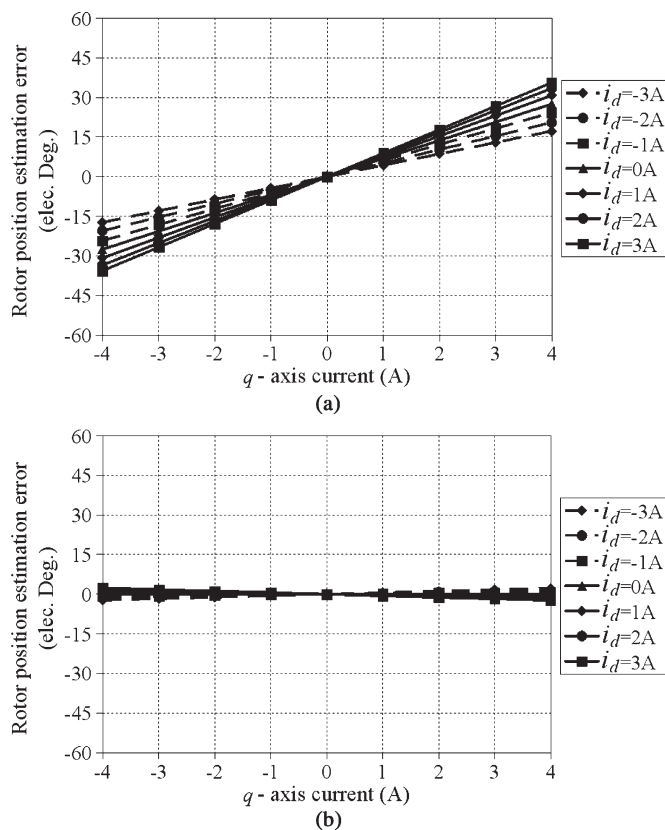 60
45
30
15
0
-15
-30
-45
-60
-4 -3 -2 -1 0 1 2 3 4
Rotor position estimation error
(elec. Deg.)
q - axis current (A)
i_d=-3A
i_d=-2A
i_d=-1A
i_d=0A
i_d=1A
i_d=2A
i_d=3A
(a)
60
45
30
15
0
-15
-30
-45
-60
-4 -3 -2 -1 0 1 2 3 4
Rotor position estimation error
(elec. Deg.)
q - axis current (A)
i_d=-3A
i_d=-2A
i_d=-1A
i_d=0A
i_d=1A
i_d=2A
i_d=3A
(b)